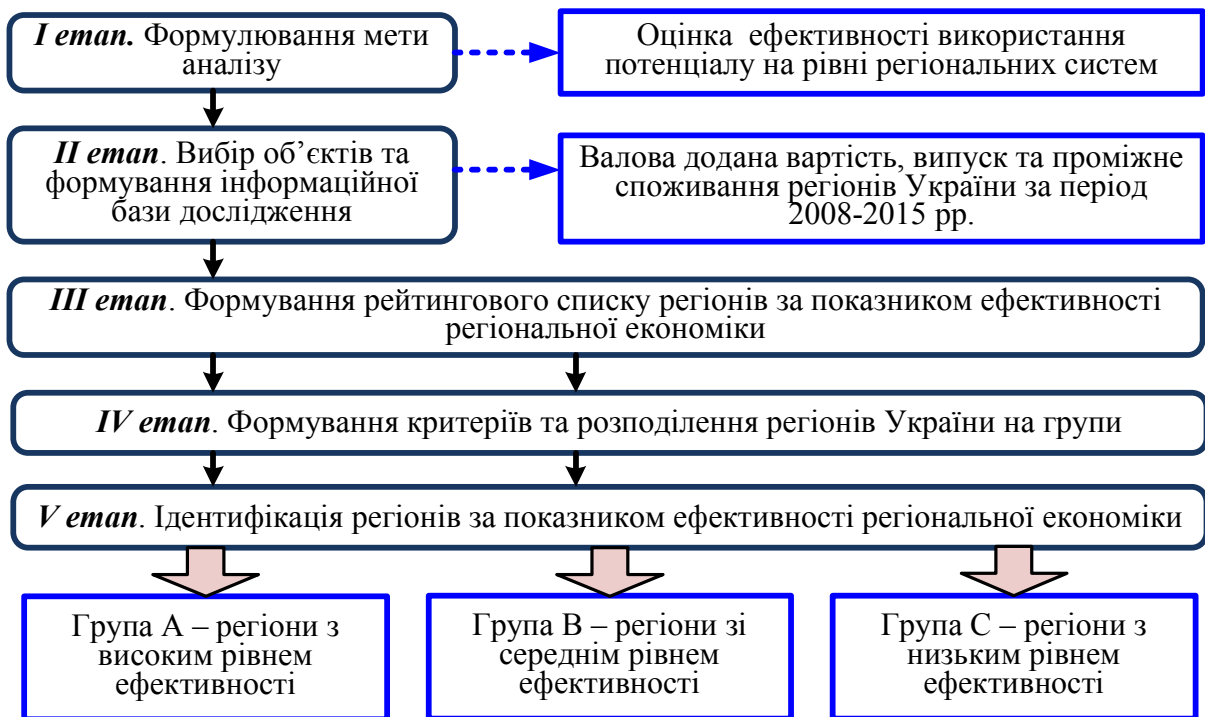 I етап. Формулювання мети
аналізу
Оцінка ефективності використання
потенціалу на рівні регіональних систем
II етап. Вибір об’єктів та
формування інформаційної
бази дослідження
Валова додана вартість, випуск та проміжне
споживання регіонів України за період
2008-2015 рр.
III етап. Формування рейтингового списку регіонів за показником ефективності
регіональної економіки
IV етап. Формування критеріїв та розподілення регіонів України на групи
V етап. Ідентифікація регіонів за показником ефективності регіональної економіки
Група А – регіони з
високим рівнем
ефективності
Група В – регіони зі
середнім рівнем
ефективності
Група С – регіони з
низьким рівнем
ефективності